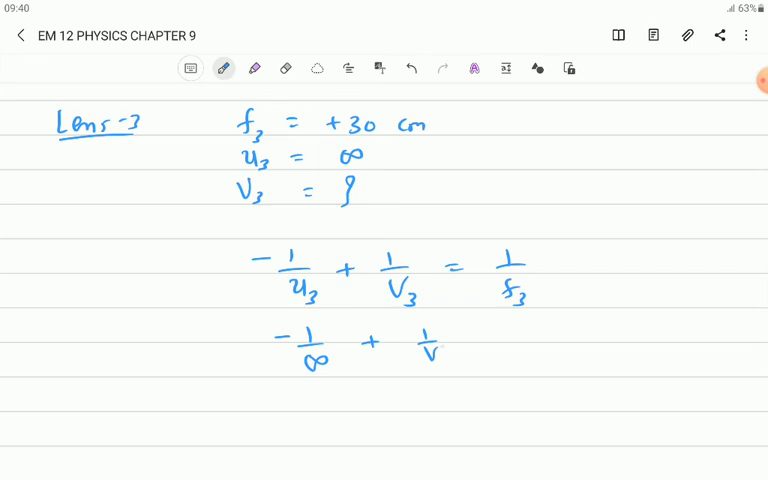 09:40 63%
EM 12 PHYSICS CHAPTER 9
Lens-3 f₃ = +30 cm
u₃ = ∞
V₃ = ?
-1/u₃ + 1/V₃ = 1/f₃
-1/∞ + 1/V